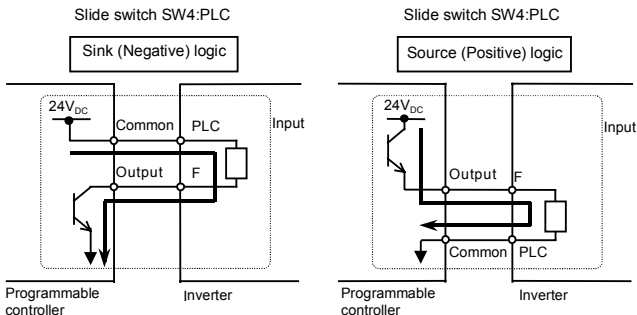 Slide switch SW4:PLC
Sink (Negative) logic
24VDC
Common
PLC
Input
Output
F
Programmable
controller
Inverter
Slide switch SW4:PLC
Source (Positive) logic
24VDC
Input
Output
F
Common
PLC
Programmable
controller
Inverter